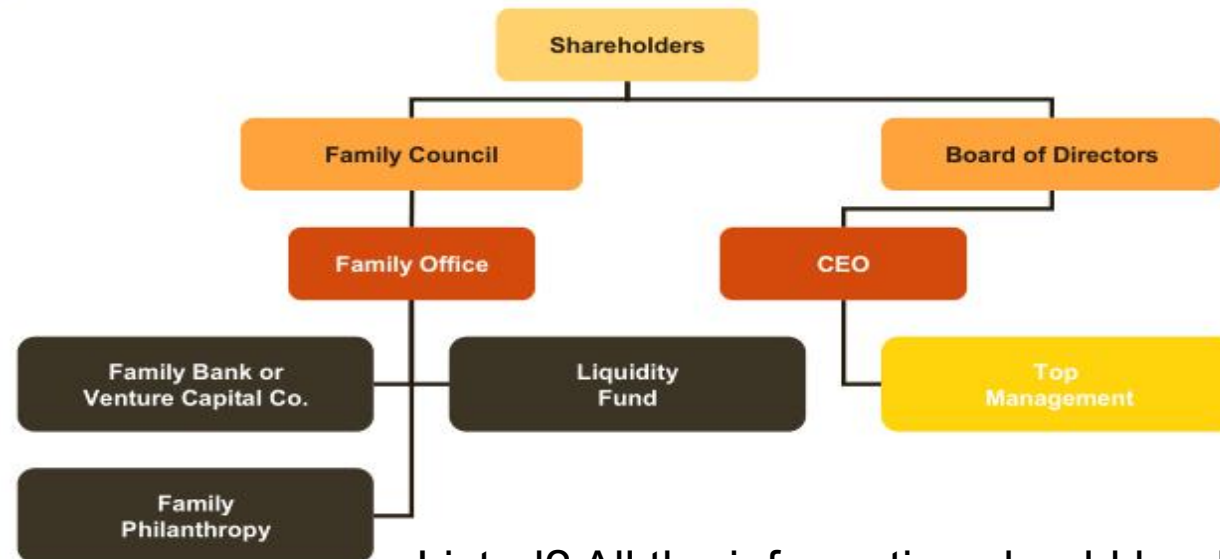 Shareholders
Family Council
Board of Directors
Family Office
CEO
Family Bank or
Venture Capital Co.
Liquidity
Fund
Top
Management
Family
Philanthropy